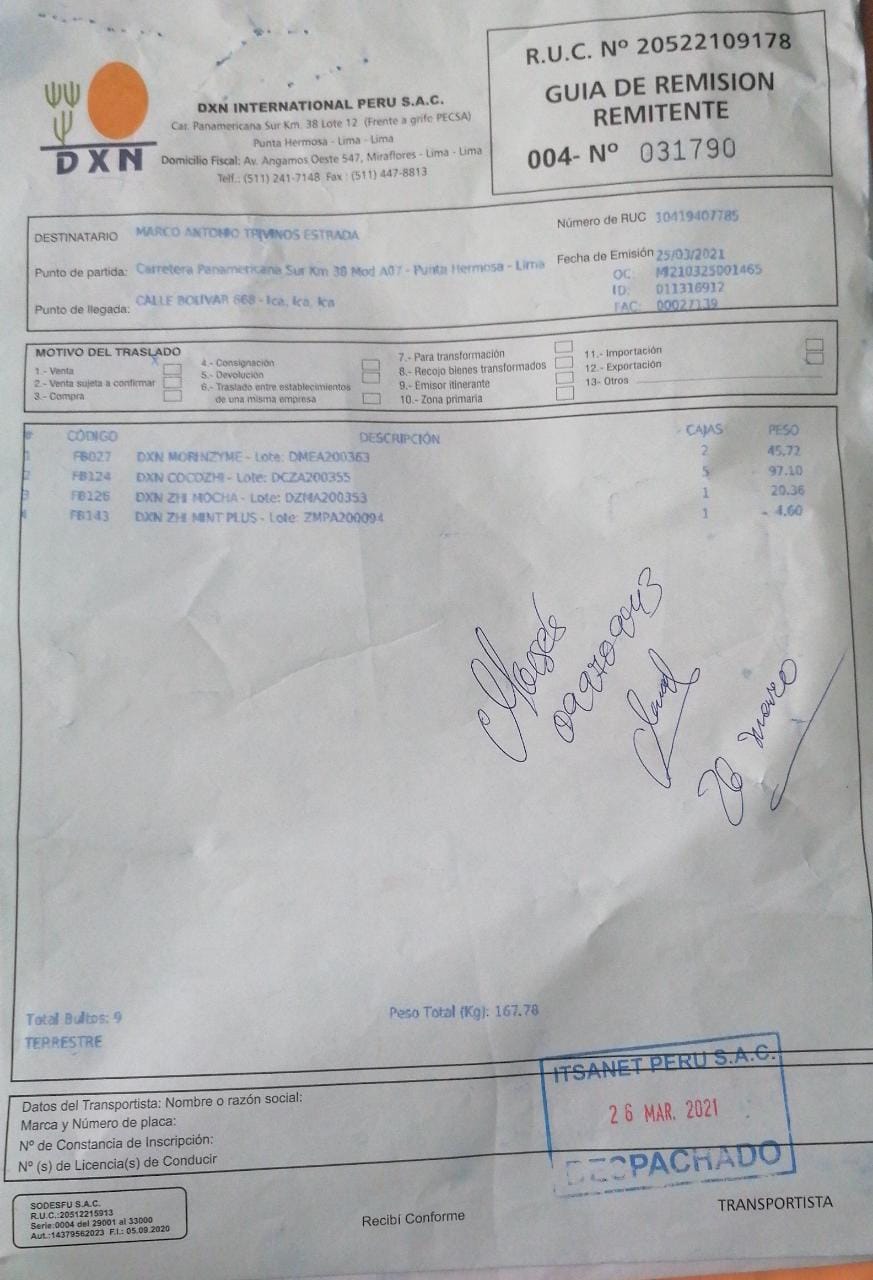 R.U.C. Nº 20522109178
GUIA DE REMISION
REMITENTE
004- Nº 031790
DXN
DXN INTERNATIONAL PERU S.A.C.
Car. Panamericana Sur Km. 38 Lote 12 (Frente a grifo PECSA)
Punta Hermosa - Lima - Lima
Domicilio Fiscal: Av. Angamos Oeste 547, Miraflores - Lima - Lima
Telf.: (511) 241-7148 Fax : (511) 447-8813
DESTINATARIO MARCO ANTONIO TRIVINOS ESTRADA
Número de RUC 10419407785
Punto de partida: Carretera Panamericana Sur Km 38 Mod A07 - Punta Hermosa - Lima
Fecha de Emisión 25/03/2021
OC: MI210325001465
ID: 011316912
Punto de llegada: CALLE BOLIVAR 668 - Ica, Ica, Ica
FAC: 00027139
MOTIVO DEL TRASLADO
1.- Venta
2.- Venta sujeta a confirmar
3.- Compra
4.- Consignación
5.- Devolución
6.- Traslado entre establecimientos
de una misma empresa
7.- Para transformación
8.- Recojo bienes transformados
9.- Emisor itinerante
10.- Zona primaria
11.- Importación
12.- Exportación
13- Otros
# CÓDIGO DESCRIPCIÓN CAJAS PESO
1 FB027 DXN MORINZYME - Lote: DMEA200363 2 45.72
2 FB124 DXN COCOZHI - Lote: DCZA200355 5 97.10
3 FB126 DXN ZHI MOCHA - Lote: DZMA200353 1 20.36
4 FB143 DXN ZHI MINT PLUS - Lote: ZMPA200094 1 4.60
26 marzo
Total Bultos: 9
Peso Total (Kg): 167.78
TERRESTRE
ITSANET PERU S.A.C.
26 MAR. 2021
DESPACHADO
Datos del Transportista: Nombre o razón social:
Marca y Número de placa:
Nº de Constancia de Inscripción:
Nº (s) de Licencia(s) de Conducir
SODESFU S.A.C.
R.U.C.:20512215913
Serie:0004 del 29001 al 33000
Aut.:14379562023 F.I.: 05.09.2020
Recibí Conforme
TRANSPORTISTA